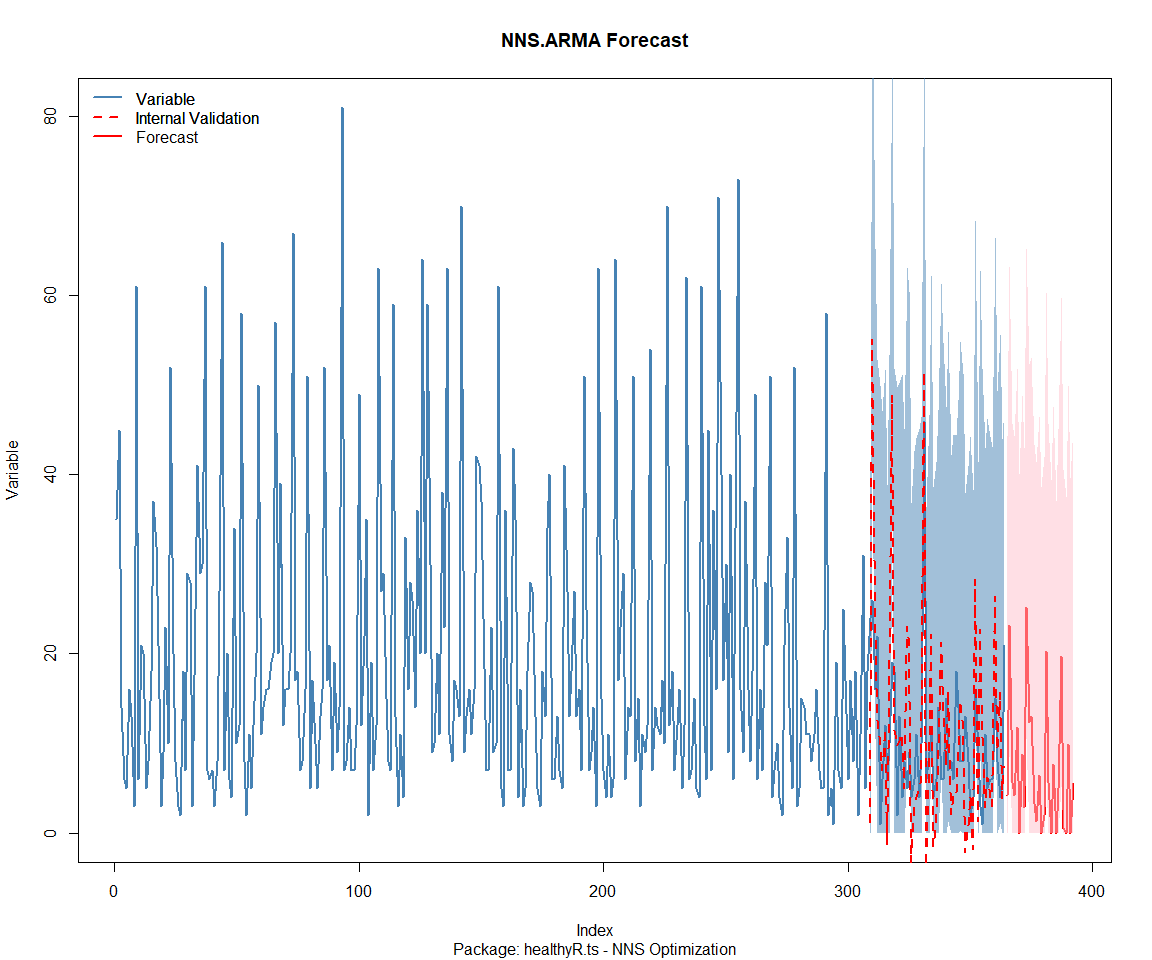 NNS.ARMA Forecast
Variable
Internal Validation
Forecast
80
60
40
20
0
Variable
0
100
200
300
400
Index
Package: healthyR.ts - NNS Optimization